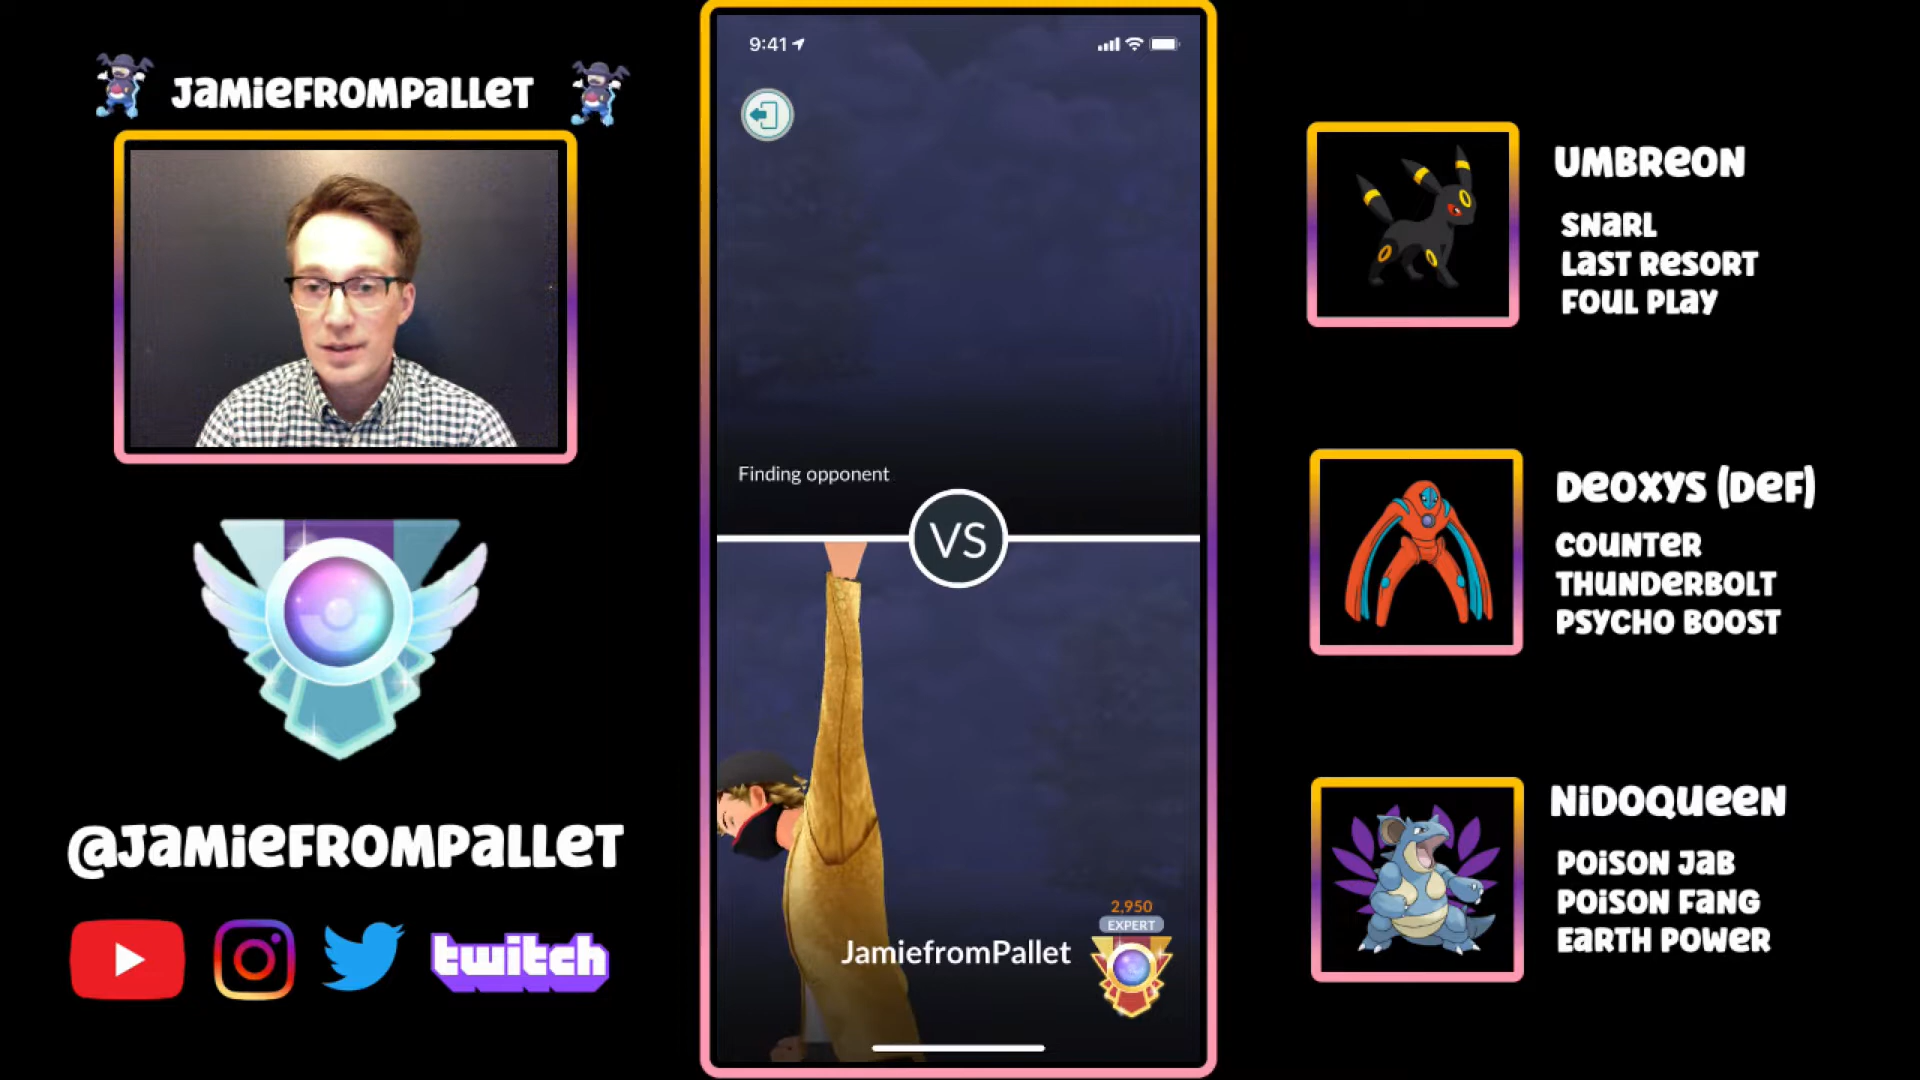 JAMIEFROMPALLET
@JAMIEFROMPALLET
twitch
9:41
Finding opponent
VS
2,950
EXPERT
JamiefromPallet
UMBREON
SNARL
LAST RESORT
FOUL PLAY
DEOXYS (DEF)
COUNTER
THUNDERBOLT
PSYCHO BOOST
NIDOQUEEN
POISON JAB
POISON FANG
EARTH POWER